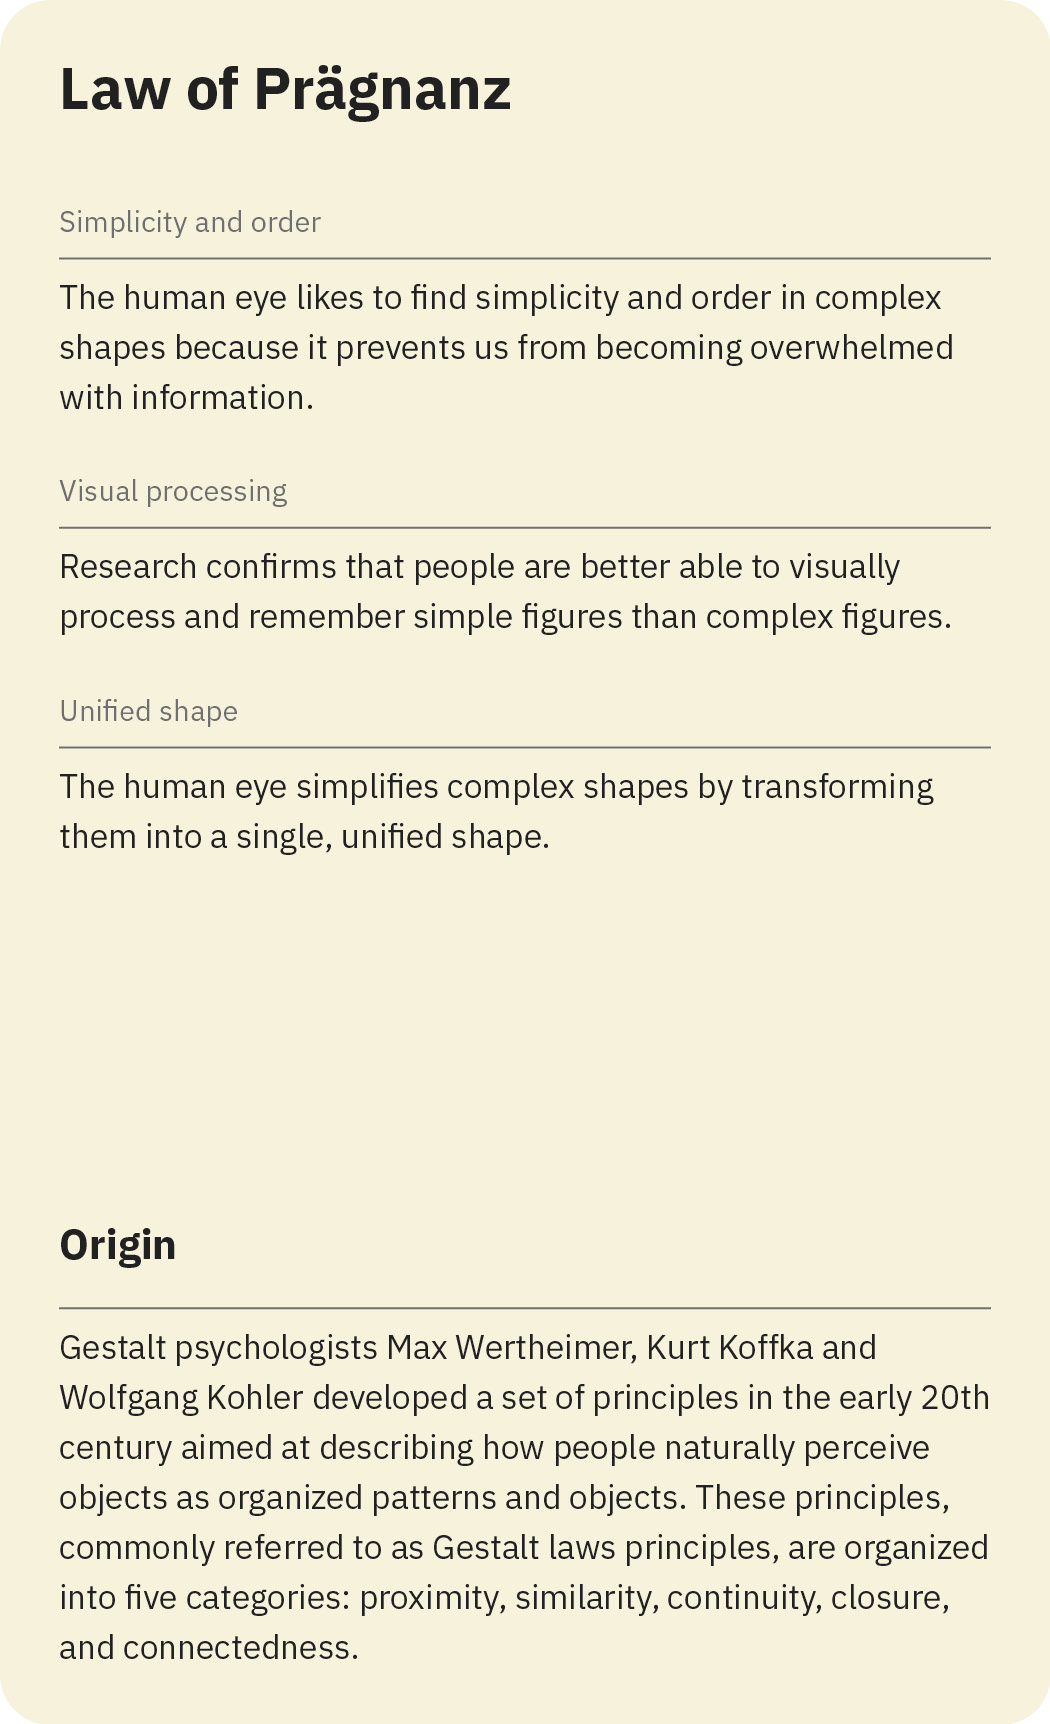 Law of Prägnanz
Simplicity and order
The human eye likes to find simplicity and order in complex
shapes because it prevents us from becoming overwhelmed
with information.
Visual processing
Research confirms that people are better able to visually
process and remember simple figures than complex figures.
Unified shape
The human eye simplifies complex shapes by transforming
them into a single, unified shape.
Origin
Gestalt psychologists Max Wertheimer, Kurt Koffka and
Wolfgang Kohler developed a set of principles in the early 20th
century aimed at describing how people naturally perceive
objects as organized patterns and objects. These principles,
commonly referred to as Gestalt laws principles, are organized
into five categories: proximity, similarity, continuity, closure,
and connectedness.